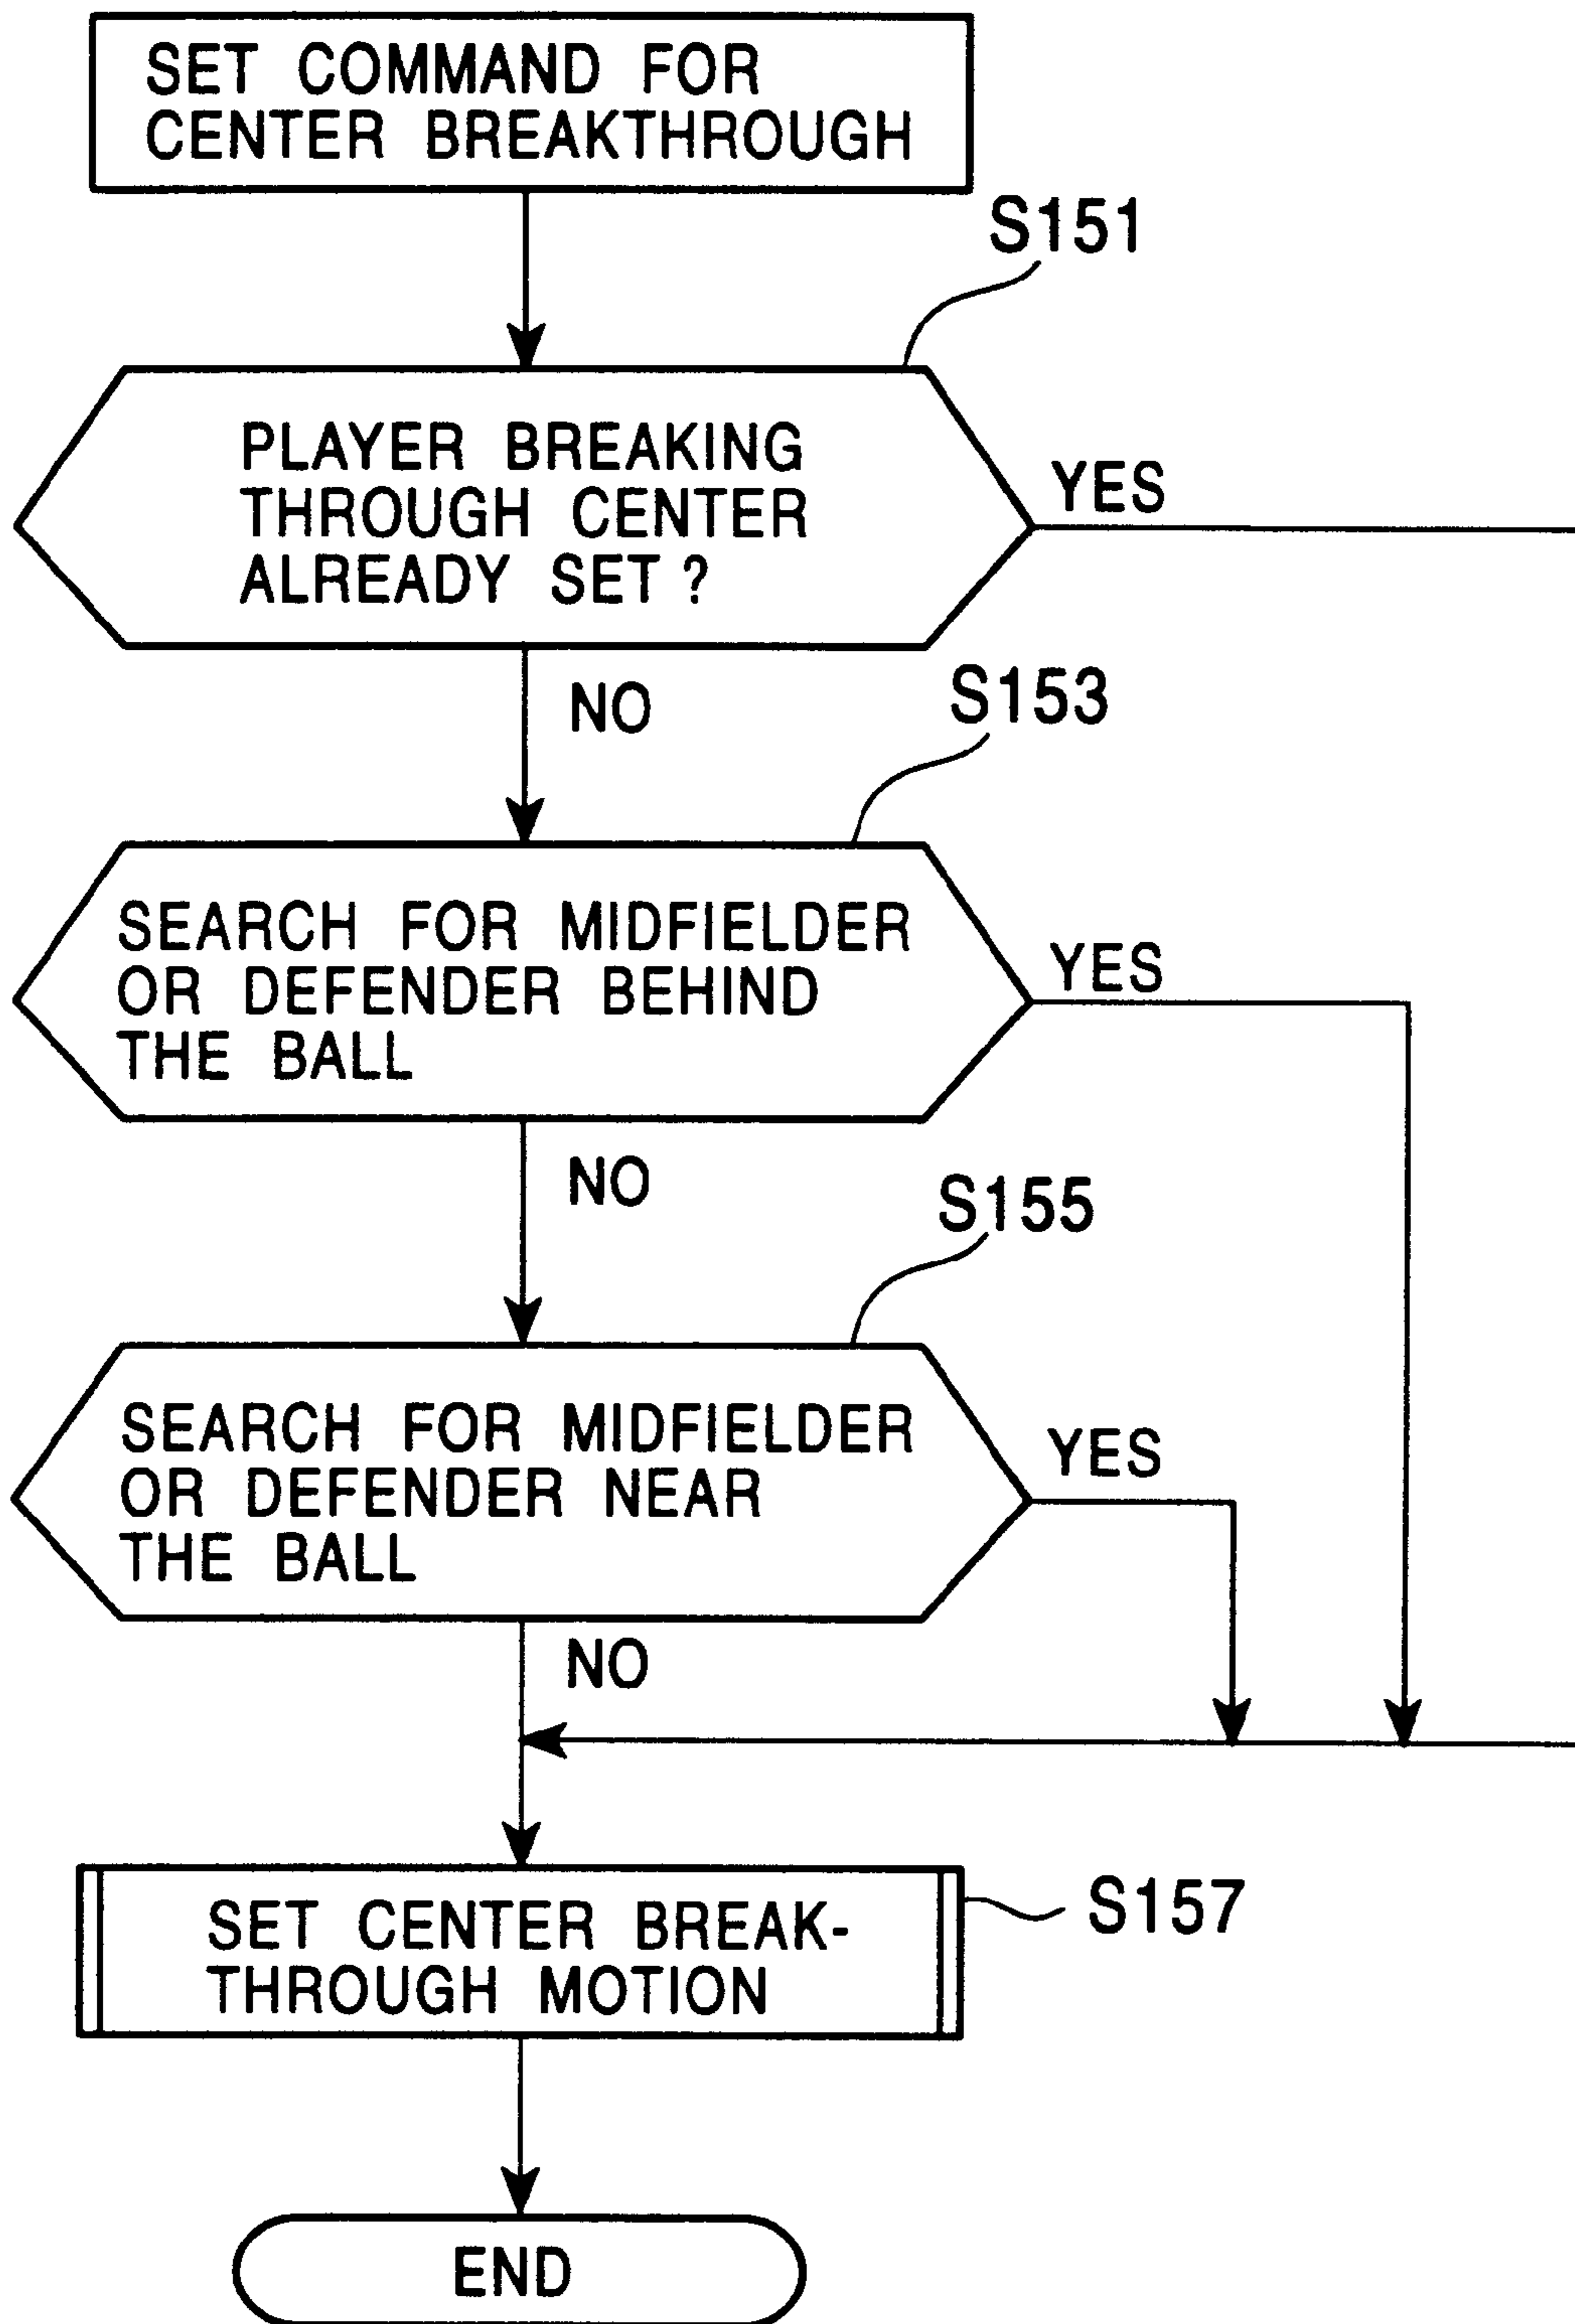 SET COMMAND FOR
CENTER BREAKTHROUGH
S151
PLAYER BREAKING
THROUGH CENTER
ALREADY SET ?
YES
NO
S153
SEARCH FOR MIDFIELDER
OR DEFENDER BEHIND
THE BALL
YES
NO
S155
SEARCH FOR MIDFIELDER
OR DEFENDER NEAR
THE BALL
YES
NO
SET CENTER BREAK-
THROUGH MOTION
S157
END